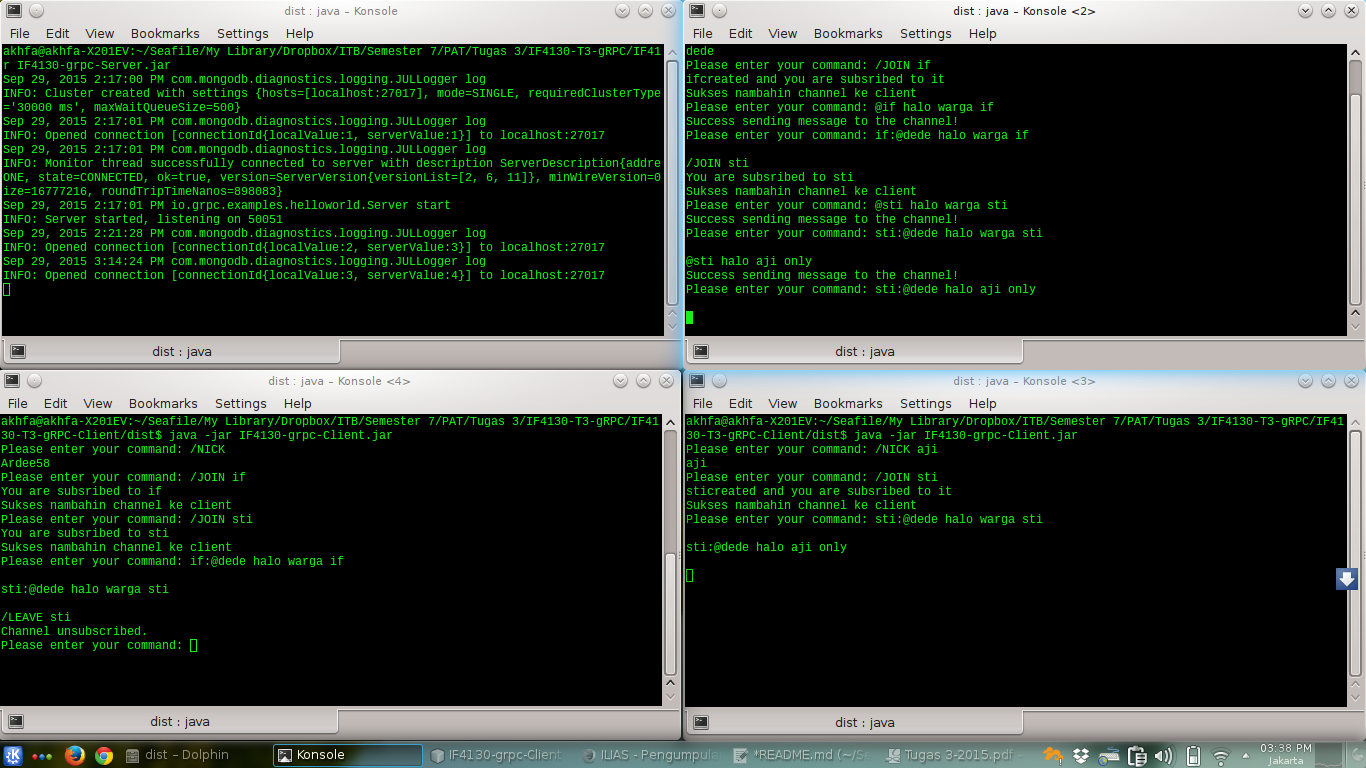 dist : java – Konsole
File Edit View Bookmarks Settings Help
akhfa@akhfa-X201EV:~/Seafile/My Library/Dropbox/ITB/Semester 7/PAT/Tugas 3/IF4130-T3-gRPC/IF41
r IF4130-grpc-Server.jar
Sep 29, 2015 2:17:00 PM com.mongodb.diagnostics.logging.JULLogger log
INFO: Cluster created with settings {hosts=[localhost:27017], mode=SINGLE, requiredClusterType
='30000 ms', maxWaitQueueSize=500}
Sep 29, 2015 2:17:01 PM com.mongodb.diagnostics.logging.JULLogger log
INFO: Opened connection [connectionId{localValue:1, serverValue:1}] to localhost:27017
Sep 29, 2015 2:17:01 PM com.mongodb.diagnostics.logging.JULLogger log
INFO: Monitor thread successfully connected to server with description ServerDescription{addre
ONE, state=CONNECTED, ok=true, version=ServerVersion{versionList=[2, 6, 11]}, minWireVersion=0
ize=16777216, roundTripTimeNanos=898083}
Sep 29, 2015 2:17:01 PM io.grpc.examples.helloworld.Server start
INFO: Server started, listening on 50051
Sep 29, 2015 2:21:28 PM com.mongodb.diagnostics.logging.JULLogger log
INFO: Opened connection [connectionId{localValue:2, serverValue:3}] to localhost:27017
Sep 29, 2015 3:14:24 PM com.mongodb.diagnostics.logging.JULLogger log
INFO: Opened connection [connectionId{localValue:3, serverValue:4}] to localhost:27017
dist : java
dist : java – Konsole <2>
File Edit View Bookmarks Settings Help
dede
Please enter your command: /JOIN if
ifcreated and you are subsribed to it
Sukses nambahin channel ke client
Please enter your command: @if halo warga if
Success sending message to the channel!
Please enter your command: if:@dede halo warga if
/JOIN sti
You are subsribed to sti
Sukses nambahin channel ke client
Please enter your command: @sti halo warga sti
Success sending message to the channel!
Please enter your command: sti:@dede halo warga sti
@sti halo aji only
Success sending message to the channel!
Please enter your command: sti:@dede halo aji only
dist : java
dist : java – Konsole <4>
File Edit View Bookmarks Settings Help
akhfa@akhfa-X201EV:~/Seafile/My Library/Dropbox/ITB/Semester 7/PAT/Tugas 3/IF4130-T3-gRPC/IF41
30-T3-gRPC-Client/dist$ java -jar IF4130-grpc-Client.jar
Please enter your command: /NICK
Ardee58
Please enter your command: /JOIN if
You are subsribed to if
Sukses nambahin channel ke client
Please enter your command: /JOIN sti
You are subsribed to sti
Sukses nambahin channel ke client
Please enter your command: if:@dede halo warga if
sti:@dede halo warga sti
/LEAVE sti
Channel unsubscribed.
Please enter your command:
dist : java
dist : java – Konsole <3>
File Edit View Bookmarks Settings Help
akhfa@akhfa-X201EV:~/Seafile/My Library/Dropbox/ITB/Semester 7/PAT/Tugas 3/IF4130-T3-gRPC/IF41
30-T3-gRPC-Client/dist$ java -jar IF4130-grpc-Client.jar
Please enter your command: /NICK aji
aji
Please enter your command: /JOIN sti
sticreated and you are subsribed to it
Sukses nambahin channel ke client
Please enter your command: sti:@dede halo warga sti
sti:@dede halo aji only
dist : java
dist – Dolphin Konsole IF4130-grpc-Client ILIAS - Pengumpula *README.md (~/Se Tugas 3-2015.pdf - 03:38 PM
Jakarta